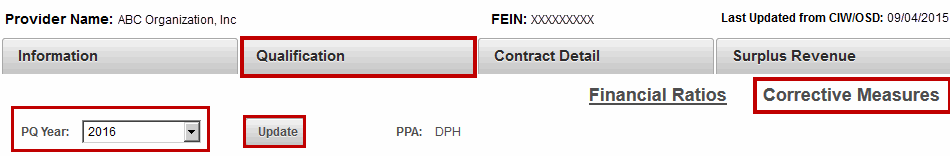 Provider Name: ABC Organization, Inc FEIN: XXXXXXXXX Last Updated from CIW/OSD: 09/04/2015
Information Qualification Contract Detail Surplus Revenue
Financial Ratios Corrective Measures
PQ Year: 2016 Update PPA: DPH